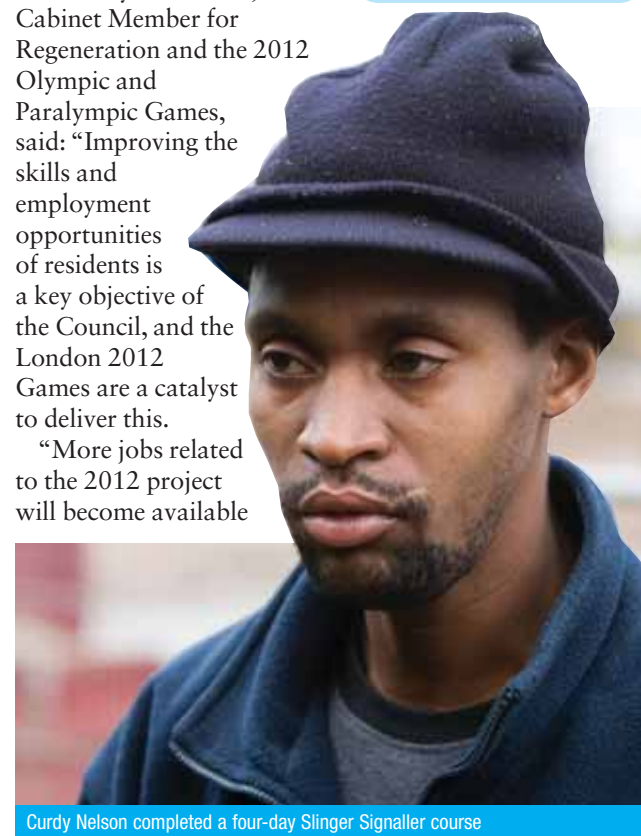 Cabinet Member for
Regeneration and the 2012
Olympic and
Paralympic Games,
said: “Improving the
skills and
employment
opportunities
of residents is
a key objective of
the Council, and the
London 2012
Games are a catalyst
to deliver this.
“More jobs related
to the 2012 project
will become available
Curdy Nelson completed a four-day Slinger Signaller course